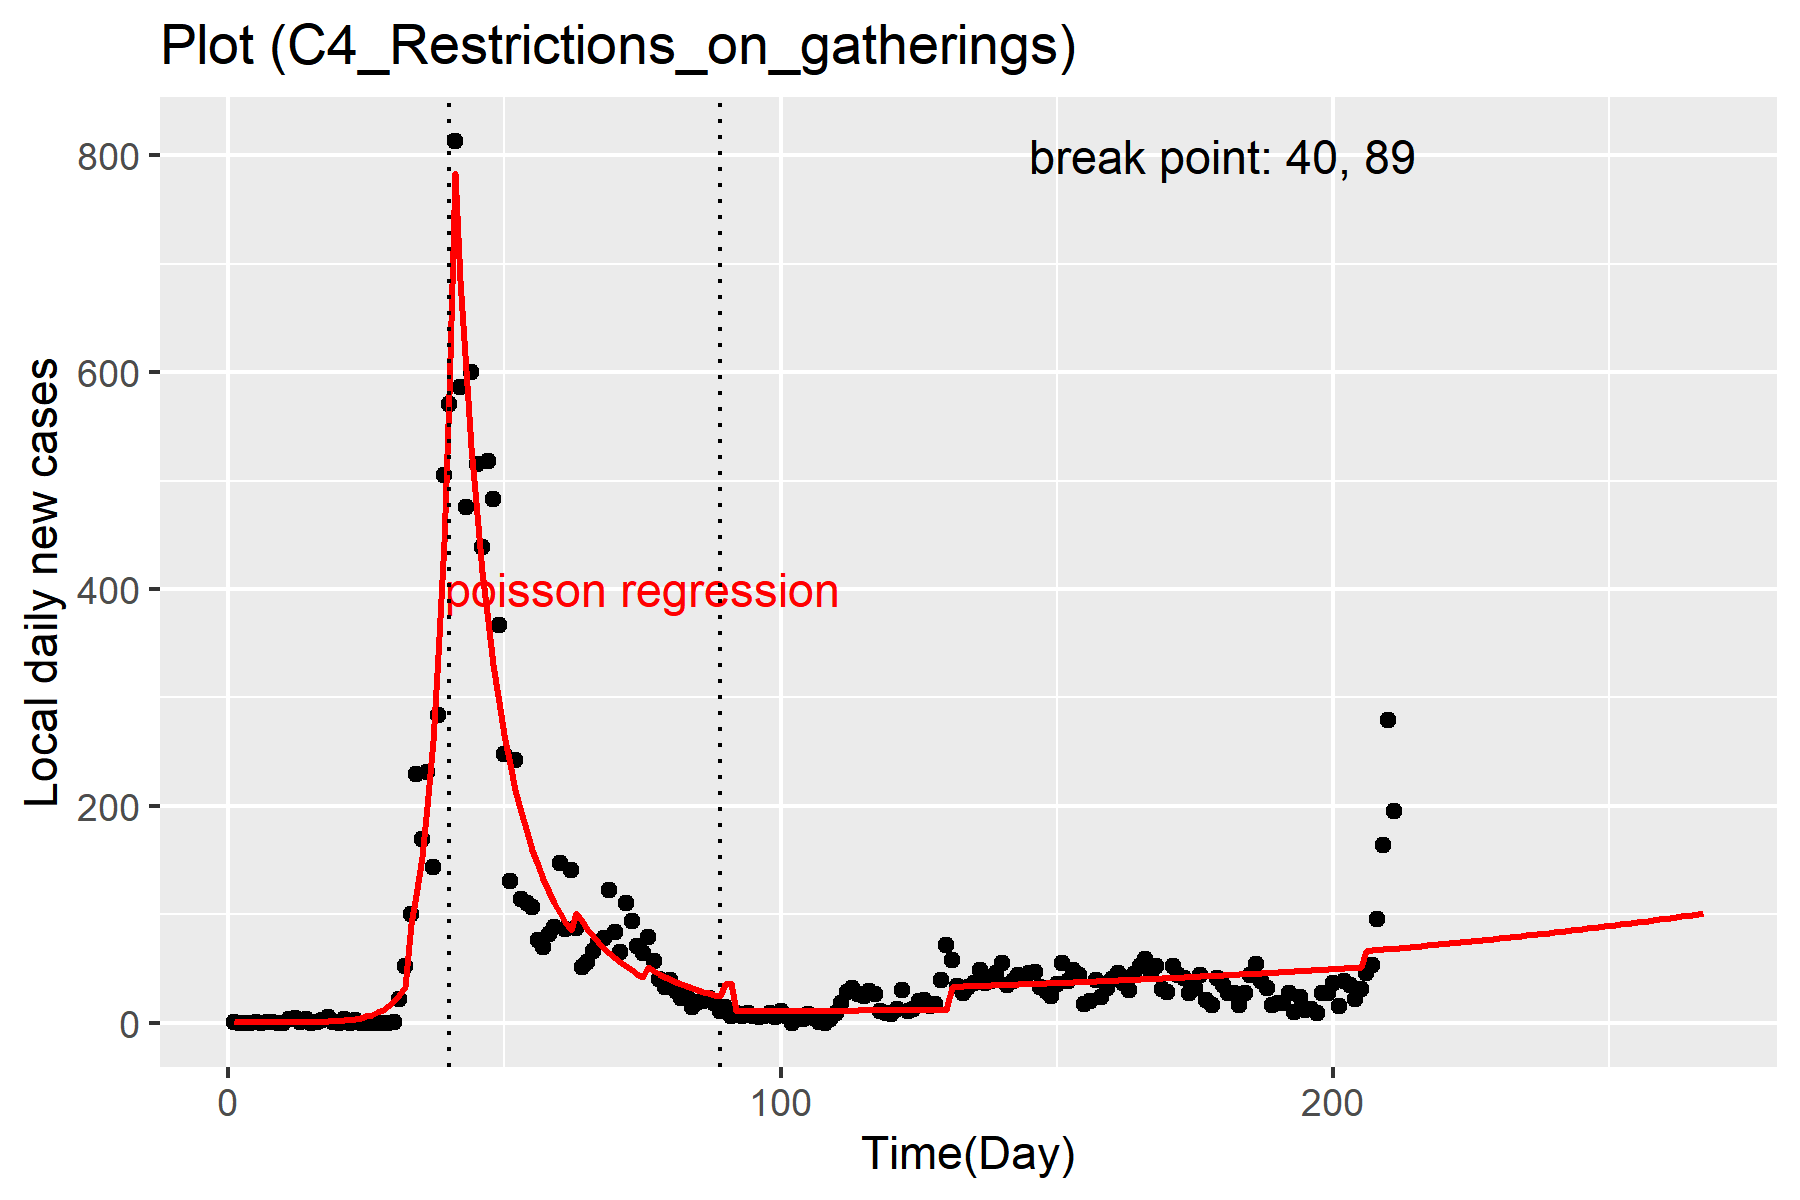 Plot (C4_Restrictions_on_gatherings)
break point: 40, 89
poisson regression
Local daily new cases
800
600
400
200
0
0
100
200
Time(Day)